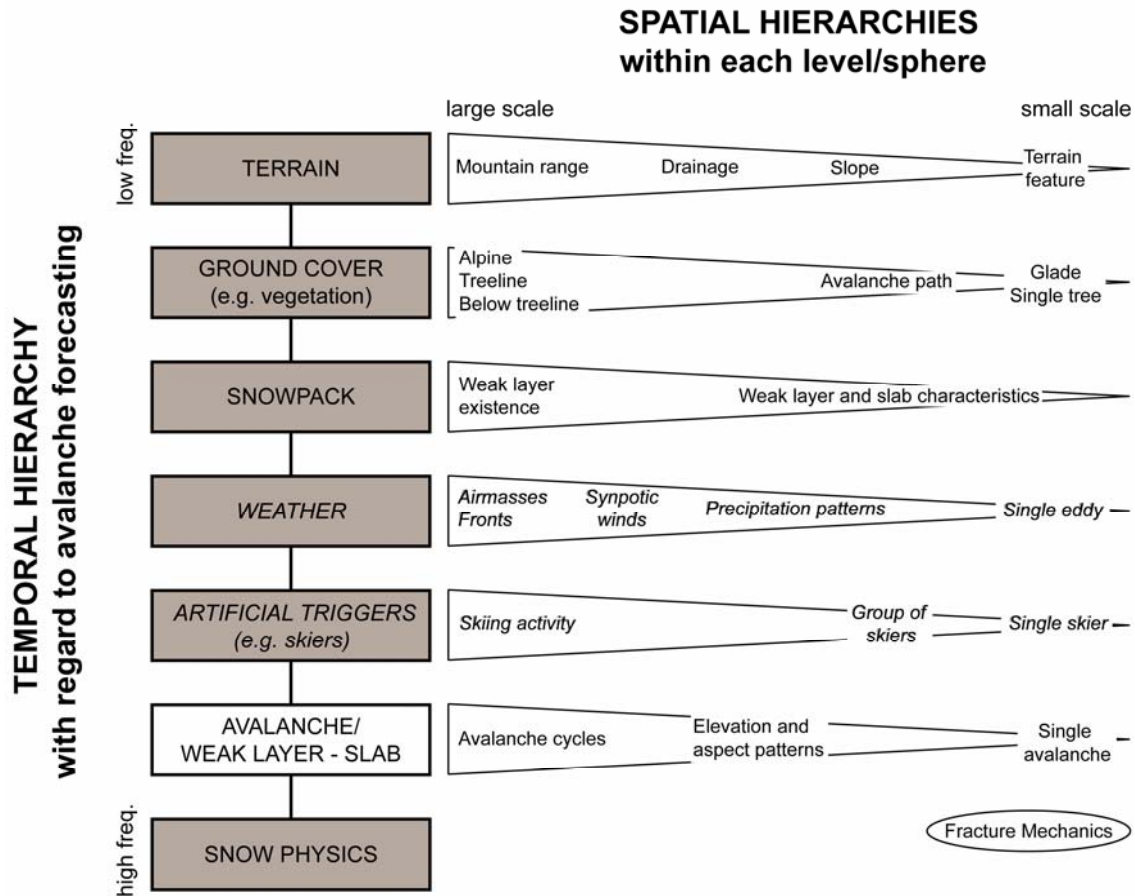 SPATIAL HIERARCHIES
within each level/sphere
TEMPORAL HIERARCHY
with regard to avalanche forecasting
low freq.
high freq.
large scale
small scale
TERRAIN
Mountain range
Drainage
Slope
Terrain
feature
GROUND COVER
(e.g. vegetation)
Alpine
Treeline
Below treeline
Avalanche path
Glade
Single tree
SNOWPACK
Weak layer
existence
Weak layer and slab characteristics
WEATHER
Airmasses
Fronts
Synpotic
winds
Precipitation patterns
Single eddy
ARTIFICIAL TRIGGERS
(e.g. skiers)
Skiing activity
Group of
skiers
Single skier
AVALANCHE/
WEAK LAYER - SLAB
Avalanche cycles
Elevation and
aspect patterns
Single
avalanche
SNOW PHYSICS
Fracture Mechanics